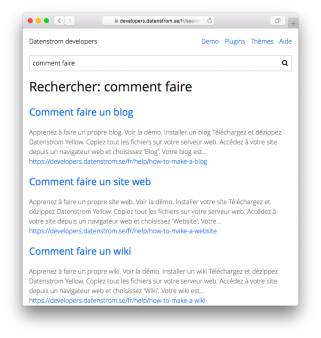 developers.datenstrom.se/fr/sear
Datenstrom developers
Demo Plugins Thèmes Aide
comment faire
Rechercher: comment faire
Comment faire un blog
Apprenez à faire un propre blog. Voir la démo. Installer un blog Téléchargez et dézippez
Datenstrom Yellow. Copiez tout les fichiers sur votre serveur web. Accédez à votre site
depuis un navigateur web et choisissez 'Blog'. Votre blog est...
https://developers.datenstrom.se/fr/help/how-to-make-a-blog
Comment faire un site web
Apprenez à faire un propre site web. Voir la démo. Installer votre site Téléchargez et
dézippez Datenstrom Yellow. Copiez tout les fichiers sur votre serveur web. Accédez à
votre site depuis un navigateur web et choisissez 'Website'. Votre...
https://developers.datenstrom.se/fr/help/how-to-make-a-website
Comment faire un wiki
Apprenez à faire un propre wiki. Voir la démo. Installer un wiki Téléchargez et dézippez
Datenstrom Yellow. Copiez tout les fichiers sur votre serveur web. Accédez à votre site
depuis un navigateur web et choisissez 'Wiki'. Votre wiki est...
https://developers.datenstrom.se/fr/help/how-to-make-a-wiki